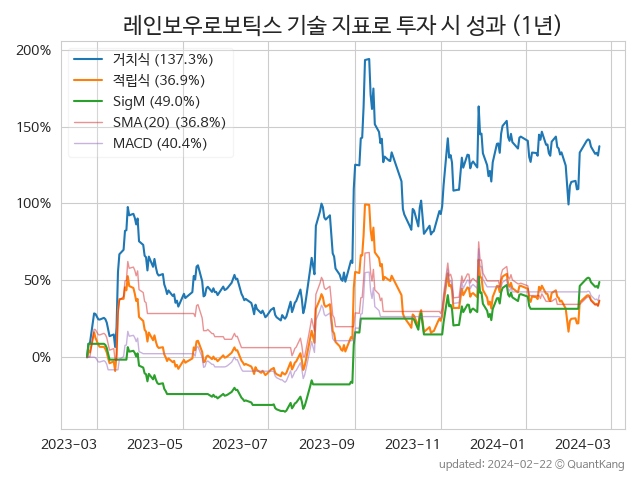 레인보우로보틱스 기술 지표로 투자 시 성과 (1년)
200%
150%
100%
50%
0%
거치식 (137.3%)
적립식 (36.9%)
SigM (49.0%)
SMA(20) (36.8%)
MACD (40.4%)
2023-03
2023-05
2023-07
2023-09
2023-11
2024-01
2024-03
updated: 2024-02-22 © QuantKang